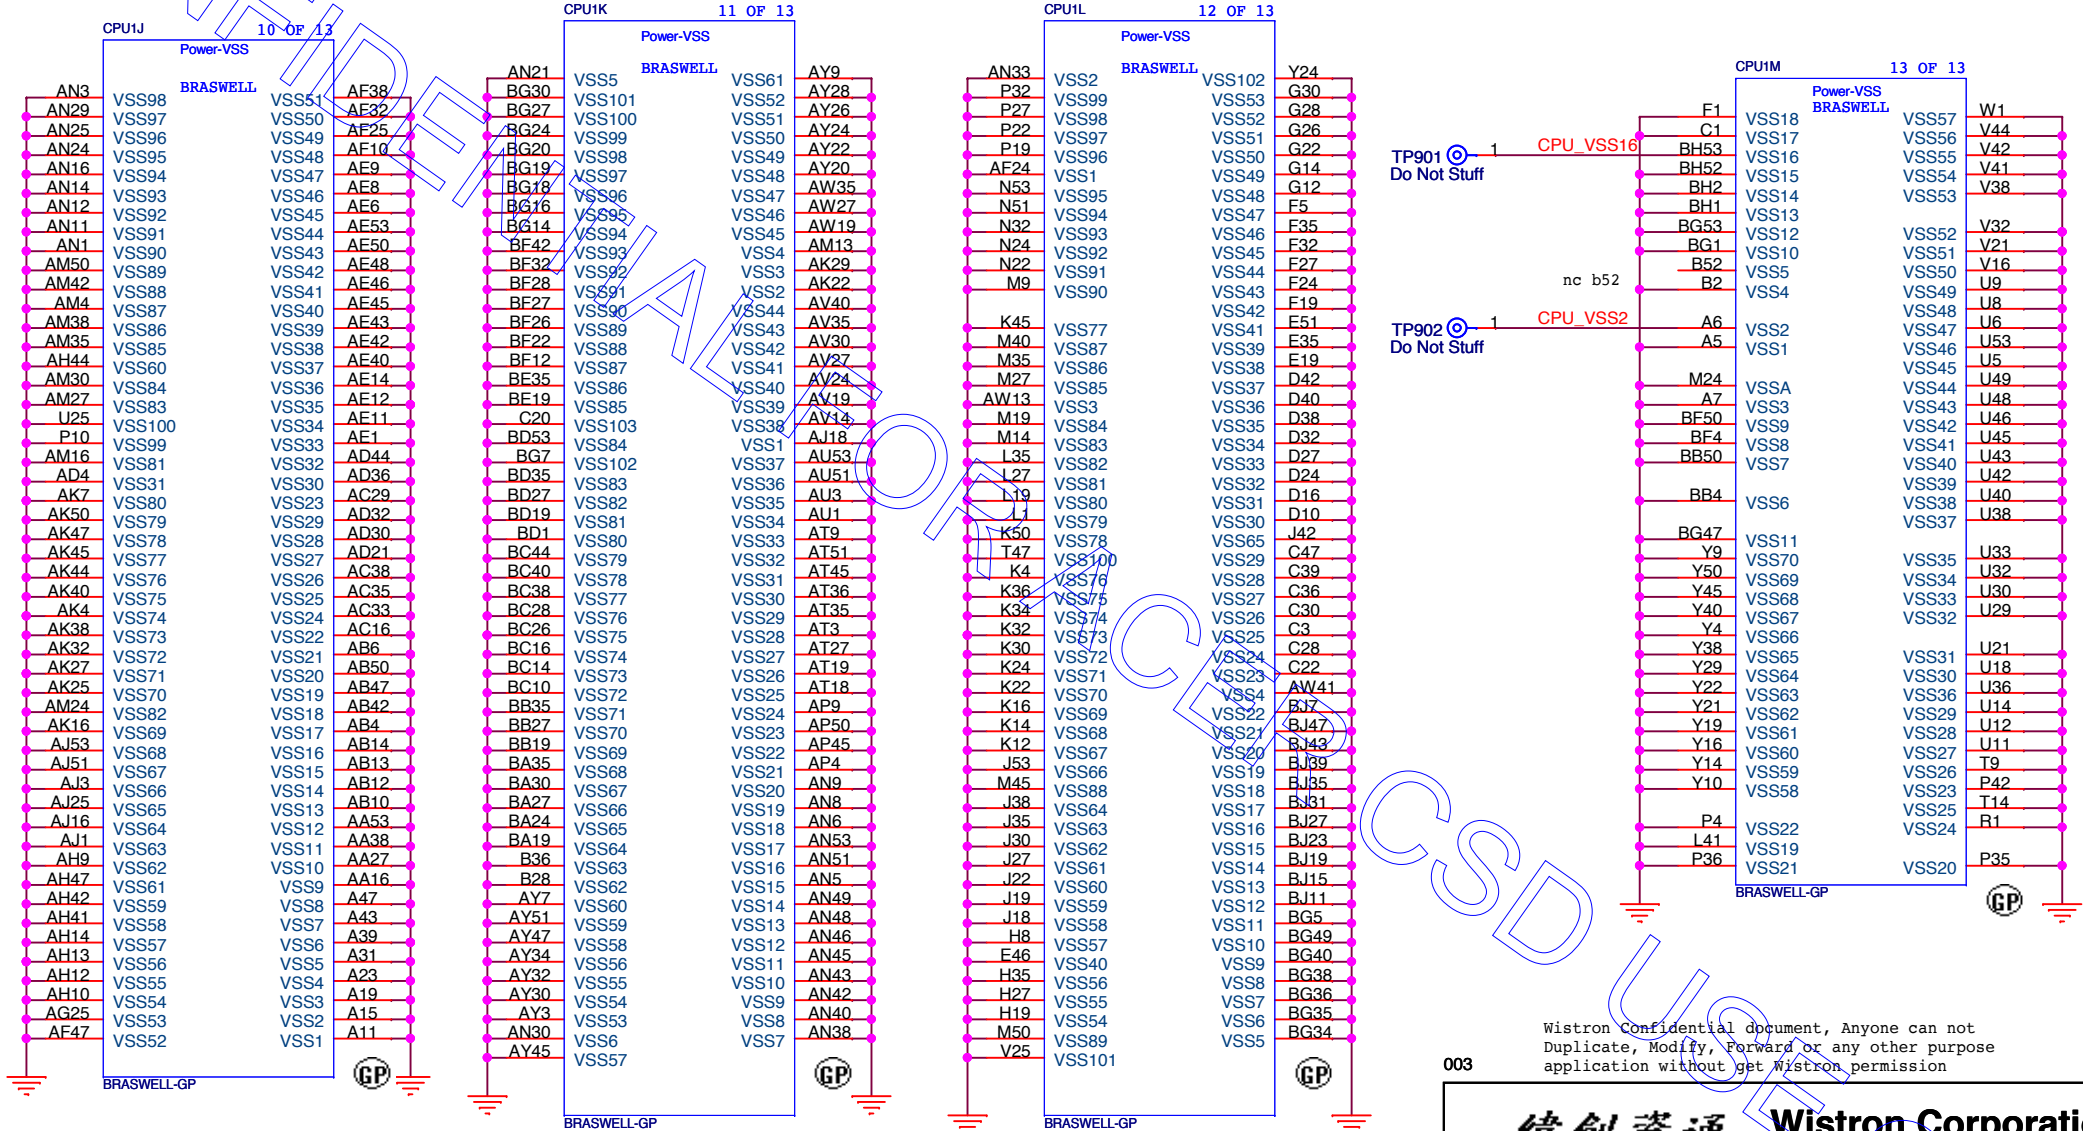 CPU1J 10 OF 13
Power-VSS
BRASWELL
AN3 VSS98 VSS51 AF38
AN29 VSS97 VSS50 AF32
AN25 VSS96 VSS49 AF25
AN24 VSS95 VSS48 AF10
AN16 VSS94 VSS47 AE9
AN14 VSS93 VSS46 AE8
AN12 VSS92 VSS45 AE6
AN11 VSS91 VSS44 AE53
AN1 VSS90 VSS43 AE50
AM50 VSS89 VSS42 AE48
AM42 VSS88 VSS41 AE46
AM4 VSS87 VSS40 AE45
AM38 VSS86 VSS39 AE43
AM35 VSS85 VSS38 AE42
AH44 VSS60 VSS37 AE40
AM30 VSS84 VSS36 AE14
AM27 VSS83 VSS35 AE12
U25 VSS100 VSS34 AE11
P10 VSS99 VSS33 AE1
AM16 VSS81 VSS32 AD44
AD4 VSS31 VSS30 AD36
AK7 VSS80 VSS23 AC29
AK50 VSS79 VSS29 AD32
AK47 VSS78 VSS28 AD30
AK45 VSS77 VSS27 AD21
AK44 VSS76 VSS26 AC38
AK40 VSS75 VSS25 AC35
AK4 VSS74 VSS24 AC33
AK38 VSS73 VSS22 AC16
AK32 VSS72 VSS21 AB6
AK27 VSS71 VSS20 AB50
AK25 VSS70 VSS19 AB47
AM24 VSS82 VSS18 AB42
AK16 VSS69 VSS17 AB4
AJ53 VSS68 VSS16 AB14
AJ51 VSS67 VSS15 AB13
AJ3 VSS66 VSS14 AB12
AJ25 VSS65 VSS13 AB10
AJ16 VSS64 VSS12 AA53
AJ1 VSS63 VSS11 AA38
AH9 VSS62 VSS10 AA27
AH47 VSS61 VSS9 AA16
AH42 VSS59 VSS8 A47
AH41 VSS58 VSS7 A43
AH14 VSS57 VSS6 A39
AH13 VSS56 VSS5 A31
AH12 VSS55 VSS4 A23
AH10 VSS54 VSS3 A19
AG25 VSS53 VSS2 A15
AF47 VSS52 VSS1 A11
BRASWELL-GP GP
CPU1K 11 OF 13
Power-VSS
BRASWELL
AN21 VSS5 VSS61 AY9
BG30 VSS101 VSS52 AY28
BG27 VSS100 VSS51 AY26
BG24 VSS99 VSS50 AY24
BG20 VSS98 VSS49 AY22
BG19 VSS97 VSS48 AY20
BG18 VSS96 VSS47 AW35
BG16 VSS95 VSS46 AW27
BG14 VSS94 VSS45 AW19
BF42 VSS93 VSS4 AM13
BF32 VSS92 VSS3 AK29
BF28 VSS91 VSS2 AK22
BF27 VSS90 VSS44 AV40
BF26 VSS89 VSS43 AV35
BF22 VSS88 VSS42 AV30
BF12 VSS87 VSS41 AV27
BE35 VSS86 VSS40 AV24
BE19 VSS85 VSS39 AV19
C20 VSS103 VSS38 AV14
BD53 VSS84 VSS1 AJ18
BG7 VSS102 VSS37 AU53
BD35 VSS83 VSS36 AU51
BD27 VSS82 VSS35 AU3
BD19 VSS81 VSS34 AU1
BD1 VSS80 VSS33 AT9
BC44 VSS79 VSS32 AT51
BC40 VSS78 VSS31 AT45
BC38 VSS77 VSS30 AT36
BC28 VSS76 VSS29 AT35
BC26 VSS75 VSS28 AT3
BC16 VSS74 VSS27 AT27
BC14 VSS73 VSS26 AT19
BC10 VSS72 VSS25 AT18
BB35 VSS71 VSS24 AP9
BB27 VSS70 VSS23 AP50
BB19 VSS69 VSS22 AP45
BA35 VSS68 VSS21 AP4
BA30 VSS67 VSS20 AN9
BA27 VSS66 VSS19 AN8
BA24 VSS65 VSS18 AN6
BA19 VSS64 VSS17 AN53
B36 VSS63 VSS16 AN51
B28 VSS62 VSS15 AN5
AY7 VSS60 VSS14 AN49
AY51 VSS59 VSS13 AN48
AY47 VSS58 VSS12 AN46
AY34 VSS56 VSS11 AN45
AY32 VSS55 VSS10 AN43
AY30 VSS54 VSS9 AN42
AY3 VSS53 VSS8 AN40
AN30 VSS6 VSS7 AN38
AY45 VSS57
BRASWELL-GP GP
CPU1L 12 OF 13
Power-VSS
BRASWELL
AN33 VSS2 VSS102 Y24
P32 VSS99 VSS53 G30
P27 VSS98 VSS52 G28
P22 VSS97 VSS51 G26
P19 VSS96 VSS50 G22
AF24 VSS1 VSS49 G14
N53 VSS95 VSS48 G12
N51 VSS94 VSS47 F5
N32 VSS93 VSS46 F35
N24 VSS92 VSS45 F32
N22 VSS91 VSS44 F27
M9 VSS90 VSS43 F24
VSS42 F19
K45 VSS77 VSS41 E51
M40 VSS87 VSS39 E35
M35 VSS86 VSS38 E19
M27 VSS85 VSS37 D42
AW13 VSS3 VSS36 D40
M19 VSS84 VSS35 D38
M14 VSS83 VSS34 D32
L35 VSS82 VSS33 D27
L27 VSS81 VSS32 D24
L19 VSS80 VSS31 D16
L1 VSS79 VSS30 D10
K50 VSS78 VSS65 J42
T47 VSS100 VSS29 C47
K4 VSS76 VSS28 C39
K36 VSS75 VSS27 C36
K34 VSS74 VSS26 C30
K32 VSS73 VSS25 C3
K30 VSS72 VSS24 C28
K24 VSS71 VSS23 C22
K22 VSS70 VSS4 AW41
K16 VSS69 VSS22 BJ7
K14 VSS68 VSS21 BJ47
K12 VSS67 VSS20 BJ43
J53 VSS66 VSS19 BJ39
M45 VSS88 VSS18 BJ35
J38 VSS64 VSS17 BJ31
J35 VSS63 VSS16 BJ27
J30 VSS62 VSS15 BJ23
J27 VSS61 VSS14 BJ19
J22 VSS60 VSS13 BJ15
J19 VSS59 VSS12 BJ11
J18 VSS58 VSS11 BG5
H8 VSS57 VSS10 BG49
E46 VSS40 VSS9 BG40
H35 VSS56 VSS8 BG38
H27 VSS55 VSS7 BG36
H19 VSS54 VSS6 BG35
M50 VSS89 VSS5 BG34
V25 VSS101
BRASWELL-GP GP
CPU1M 13 OF 13
Power-VSS
BRASWELL
F1 VSS18 VSS57 W1
C1 VSS17 VSS56 V44
TP901 1 CPU_VSS16 BH53 VSS16 VSS55 V42
Do Not Stuff
BH52 VSS15 VSS54 V41
BH2 VSS14 VSS53 V38
BH1 VSS13
BG53 VSS12 VSS52 V32
BG1 VSS10 VSS51 V21
B52 VSS5 VSS50 V16
nc b52
B2 VSS4 VSS49 U9
VSS48 U8
TP902 1 CPU_VSS2 A6 VSS2 VSS47 U6
Do Not Stuff
A5 VSS1 VSS46 U53
VSS45 U5
M24 VSSA VSS44 U49
A7 VSS3 VSS43 U48
BF50 VSS9 VSS42 U46
BF4 VSS8 VSS41 U45
BB50 VSS7 VSS40 U43
VSS39 U42
BB4 VSS6 VSS38 U40
VSS37 U38
BG47 VSS11
Y9 VSS70 VSS35 U33
Y50 VSS69 VSS34 U32
Y45 VSS68 VSS33 U30
Y40 VSS67 VSS32 U29
Y4 VSS66
Y38 VSS65 VSS31 U21
Y29 VSS64 VSS30 U18
Y22 VSS63 VSS36 U36
Y21 VSS62 VSS29 U14
Y19 VSS61 VSS28 U12
Y16 VSS60 VSS27 U11
Y14 VSS59 VSS26 T9
Y10 VSS58 VSS23 P42
VSS25 T14
P4 VSS22 VSS24 R1
L41 VSS19
P36 VSS21 VSS20 P35
BRASWELL-GP GP
FOR ACER CSD USE
Wistron Confidential document, Anyone can not
Duplicate, Modify, Forward or any other purpose
application without get Wistron permission
003
緯創資通 Wistron